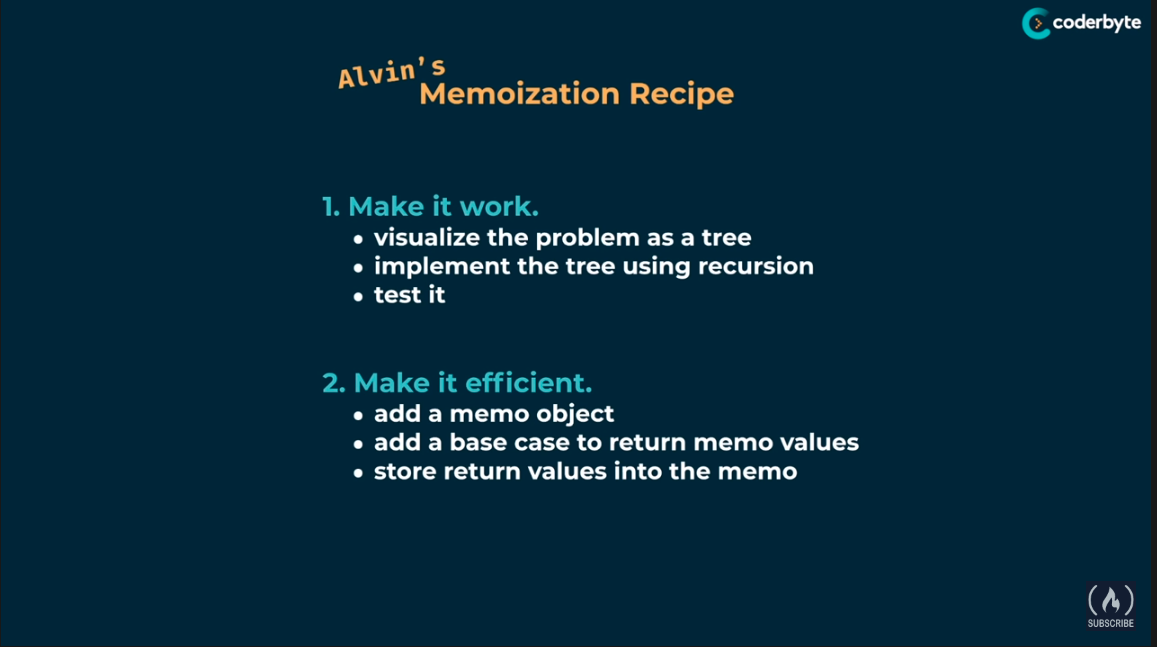 coderbyte
Alvin's
Memoization Recipe
1. Make it work.
• visualize the problem as a tree
• implement the tree using recursion
• test it
2. Make it efficient.
• add a memo object
• add a base case to return memo values
• store return values into the memo
SUBSCRIBE